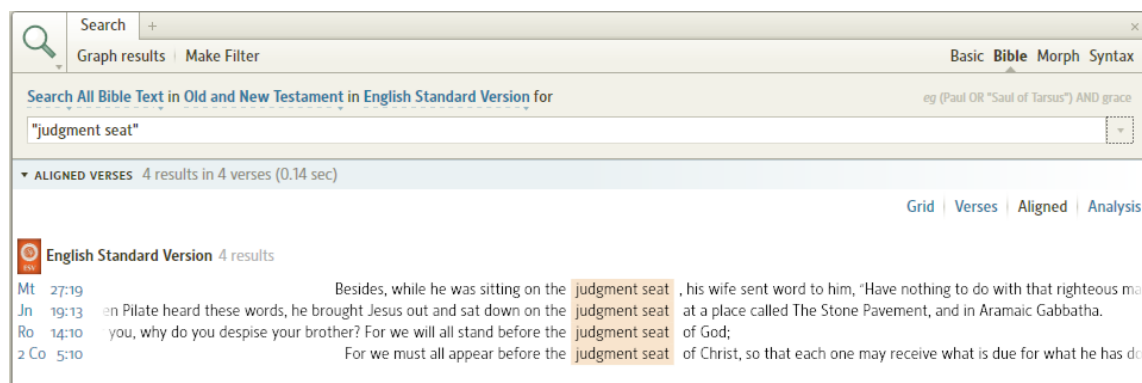 Search +
Graph results Make Filter Basic Bible Morph Syntax
Search All Bible Text in Old and New Testament in English Standard Version for eg (Paul OR "Saul of Tarsus") AND grace
"judgment seat"
ALIGNED VERSES 4 results in 4 verses (0.14 sec)
Grid Verses Aligned Analysis
ESV English Standard Version 4 results
Mt 27:19 Besides, while he was sitting on the judgment seat , his wife sent word to him, “Have nothing to do with that righteous ma
Jn 19:13 en Pilate heard these words, he brought Jesus out and sat down on the judgment seat at a place called The Stone Pavement, and in Aramaic Gabbatha.
Ro 14:10 you, why do you despise your brother? For we will all stand before the judgment seat of God;
2 Co 5:10 For we must all appear before the judgment seat of Christ, so that each one may receive what is due for what he has do